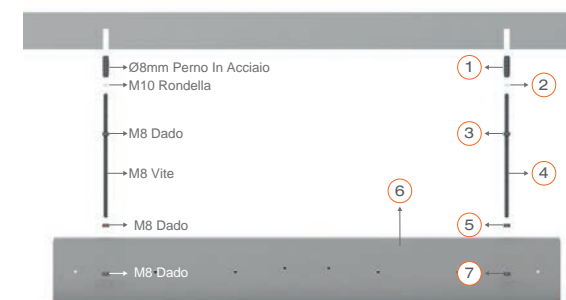 Ø8mm Perno In Acciaio
1
M10 Rondella
2
M8 Dado
3
M8 Vite
4
6
M8 Dado
5
M8 Dado
7